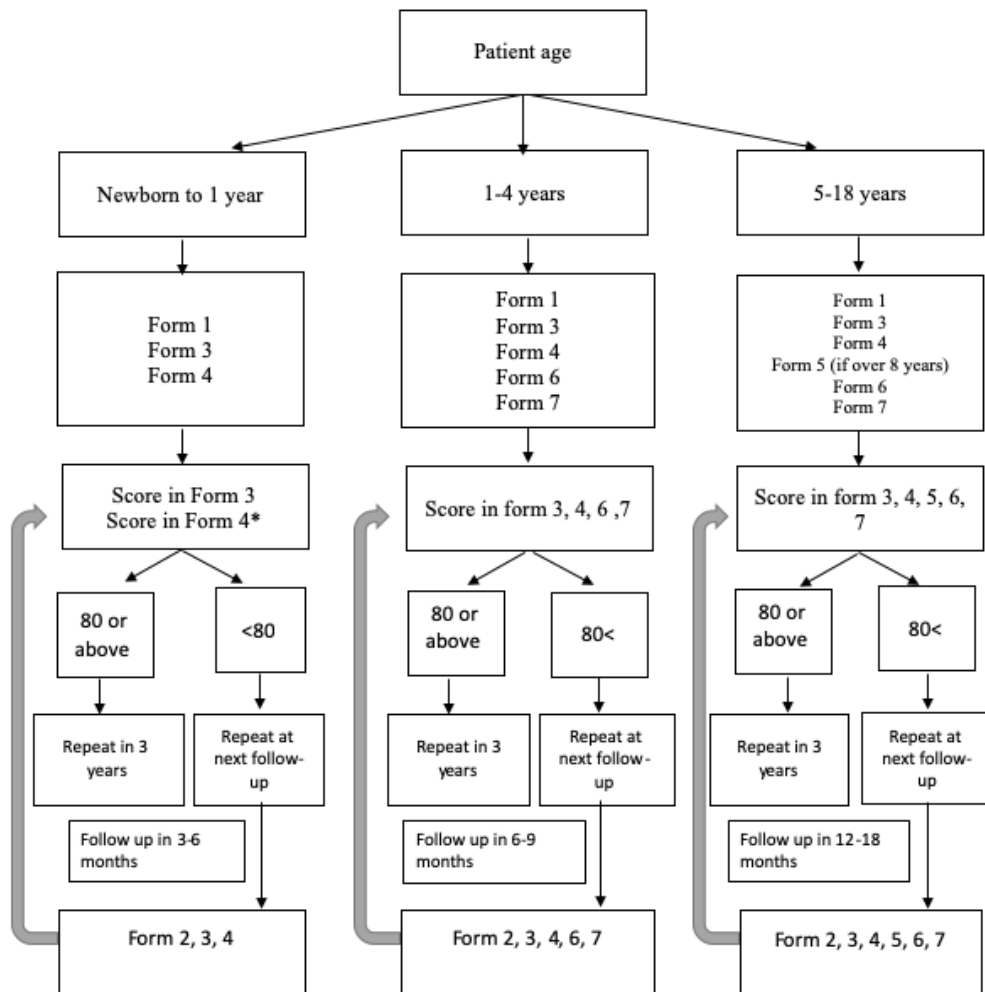 Patient age
Newborn to 1 year
1-4 years
5-18 years
Form 1
Form 3
Form 4
Form 1
Form 3
Form 4
Form 6
Form 7
Form 1
Form 3
Form 4
Form 5 (if over 8 years)
Form 6
Form 7
Score in Form 3
Score in Form 4*
Score in form 3, 4, 6 ,7
Score in form 3, 4, 5, 6,
7
80 or
above
<80
80 or
above
80<
80 or
above
80<
Repeat in 3
years
Repeat at
next follow-
up
Repeat in 3
years
Repeat at
next follow-
up
Repeat in 3
years
Repeat at
next follow-
up
Follow up in 3-6
months
Follow up in 6-9
months
Follow up in 12-18
months
Form 2, 3, 4
Form 2, 3, 4, 6, 7
Form 2, 3, 4, 5, 6, 7